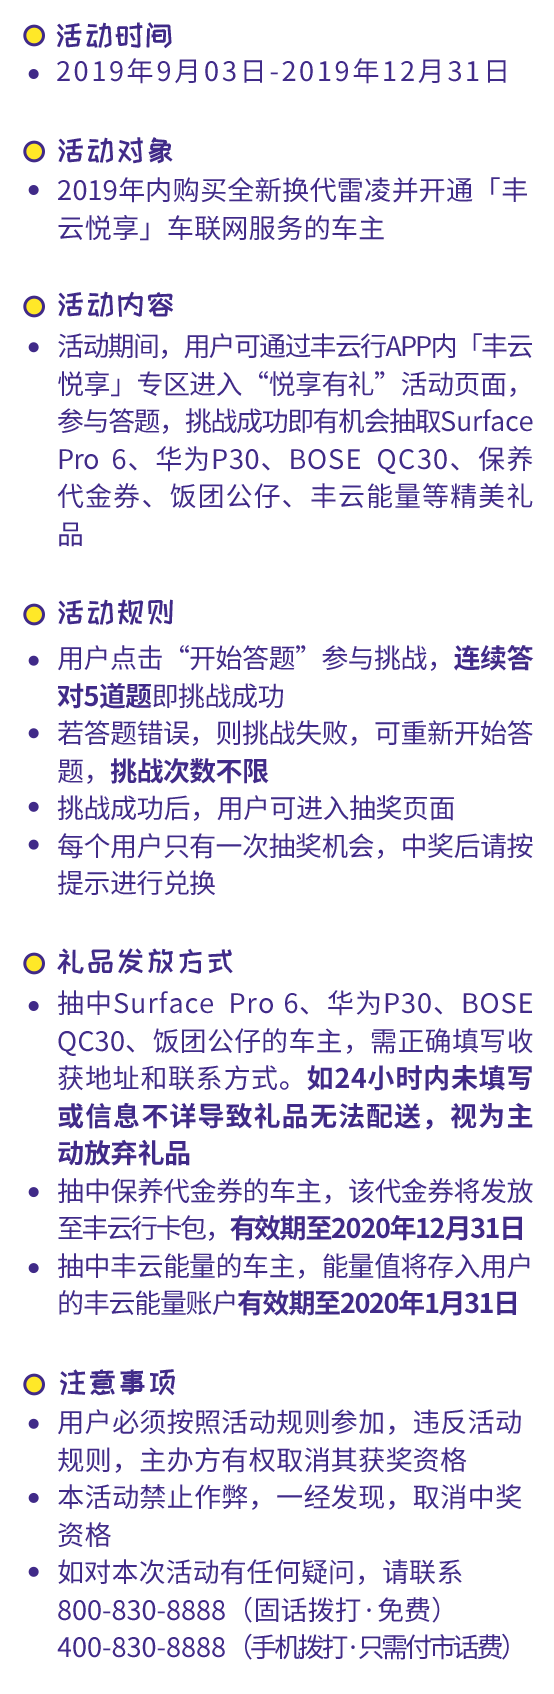 活动时间
2019年9月03日-2019年12月31日
活动对象
2019年内购买全新换代雷凌并开通「丰
云悦享」车联网服务的车主
活动内容
活动期间，用户可通过丰云行APP内「丰云
悦享」专区进入“悦享有礼”活动页面，
参与答题，挑战成功即有机会抽取Surface
Pro 6、华为P30、BOSE QC30、保养
代金券、饭团公仔、丰云能量等精美礼
品
活动规则
用户点击“开始答题”参与挑战，连续答
对5道题即挑战成功
若答题错误，则挑战失败，可重新开始答
题，挑战次数不限
挑战成功后，用户可进入抽奖页面
每个用户只有一次抽奖机会，中奖后请按
提示进行兑换
礼品发放方式
抽中Surface Pro 6、华为P30、BOSE
QC30、饭团公仔的车主，需正确填写收
获地址和联系方式。如24小时内未填写
或信息不详导致礼品无法配送，视为主
动放弃礼品
抽中保养代金券的车主，该代金券将发放
至丰云行卡包，有效期至2020年12月31日
抽中丰云能量的车主，能量值将存入用户
的丰云能量账户有效期至2020年1月31日
注意事项
用户必须按照活动规则参加，违反活动
规则，主办方有权取消其获奖资格
本活动禁止作弊，一经发现，取消中奖
资格
如对本次活动有任何疑问，请联系
800-830-8888（固话拨打·免费）
400-830-8888（手机拨打·只需付市话费）